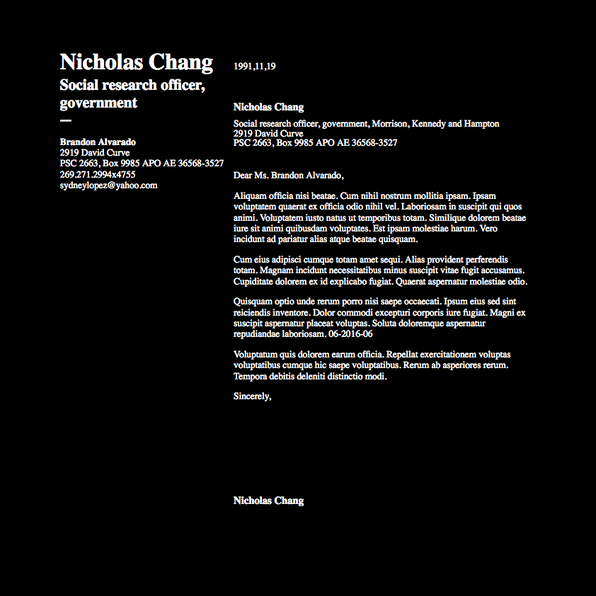 Nicholas Chang
Social research officer,
government
Brandon Alvarado
2919 David Curve
PSC 2663, Box 9985 APO AE 36568-3527
269.271.2994x4755
sydneylopez@yahoo.com
1991,11,19
Nicholas Chang
Social research officer, government, Morrison, Kennedy and Hampton
2919 David Curve
PSC 2663, Box 9985 APO AE 36568-3527
Dear Ms. Brandon Alvarado,
Aliquam officia nisi beatae. Cum nihil nostrum mollitia ipsam. Ipsam
voluptatem quaerat ex officia odio nihil vel. Laboriosam in suscipit qui quos
animi. Voluptatem iusto natus ut temporibus totam. Similique dolorem beatae
iure sit animi quibusdam voluptates. Est ipsam molestiae harum. Vero
incidunt ad pariatur alias atque beatae quisquam.
Cum eius adipisci cumque totam amet sequi. Alias provident perferendis
totam. Magnam incidunt necessitatibus minus suscipit vitae fugit accusamus.
Cupiditate dolorem ex id explicabo fugiat. Quaerat aspernatur molestiae odio.
Quisquam optio unde rerum porro nisi saepe occaecati. Ipsum eius sed sint
reiciendis inventore. Dolor commodi excepturi corporis iure fugiat. Magni ex
suscipit aspernatur placeat voluptas. Soluta doloremque aspernatur
repudiandae laboriosam. 06-2016-06
Voluptatum quis dolorem earum officia. Repellat exercitationem voluptas
voluptatibus cumque hic saepe voluptatibus. Rerum ab asperiores rerum.
Tempora debitis deleniti distinctio modi.
Sincerely,
Nicholas Chang